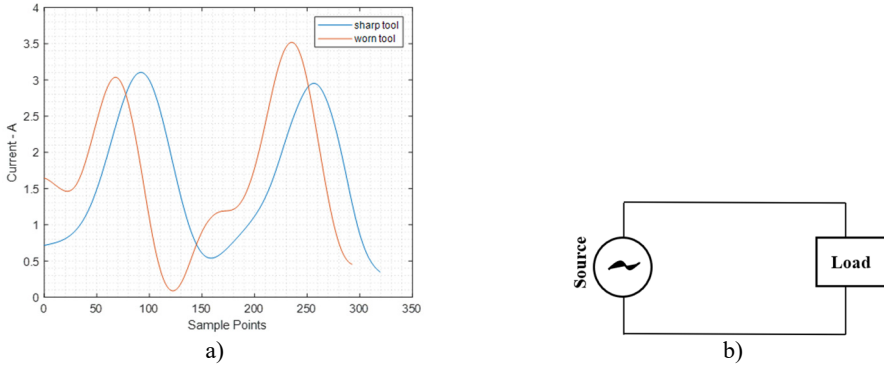 4
3.5
3
2.5
2
1.5
1
0.5
0
Current - A
sharp tool
worn tool
0 50 100 150 200 250 300 350
Sample Points
a)
Source
Load
b)